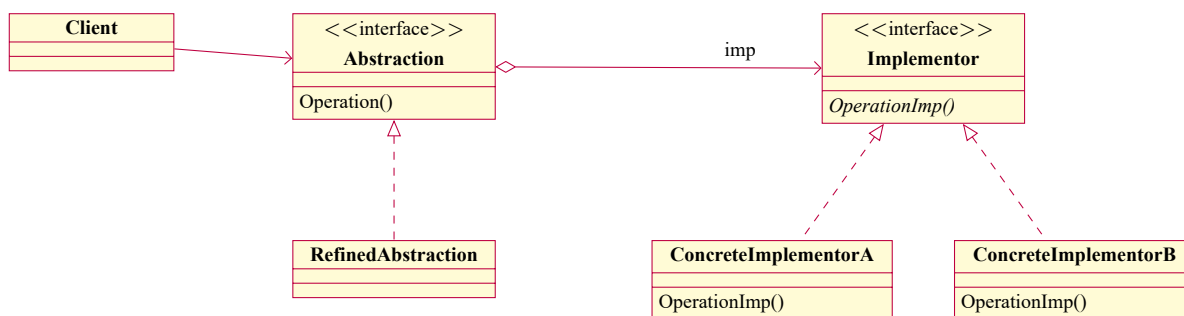 Client
<<interface>>
Abstraction
Operation()
imp
<<interface>>
Implementor
OperationImp()
RefinedAbstraction
ConcreteImplementorA
OperationImp()
ConcreteImplementorB
OperationImp()